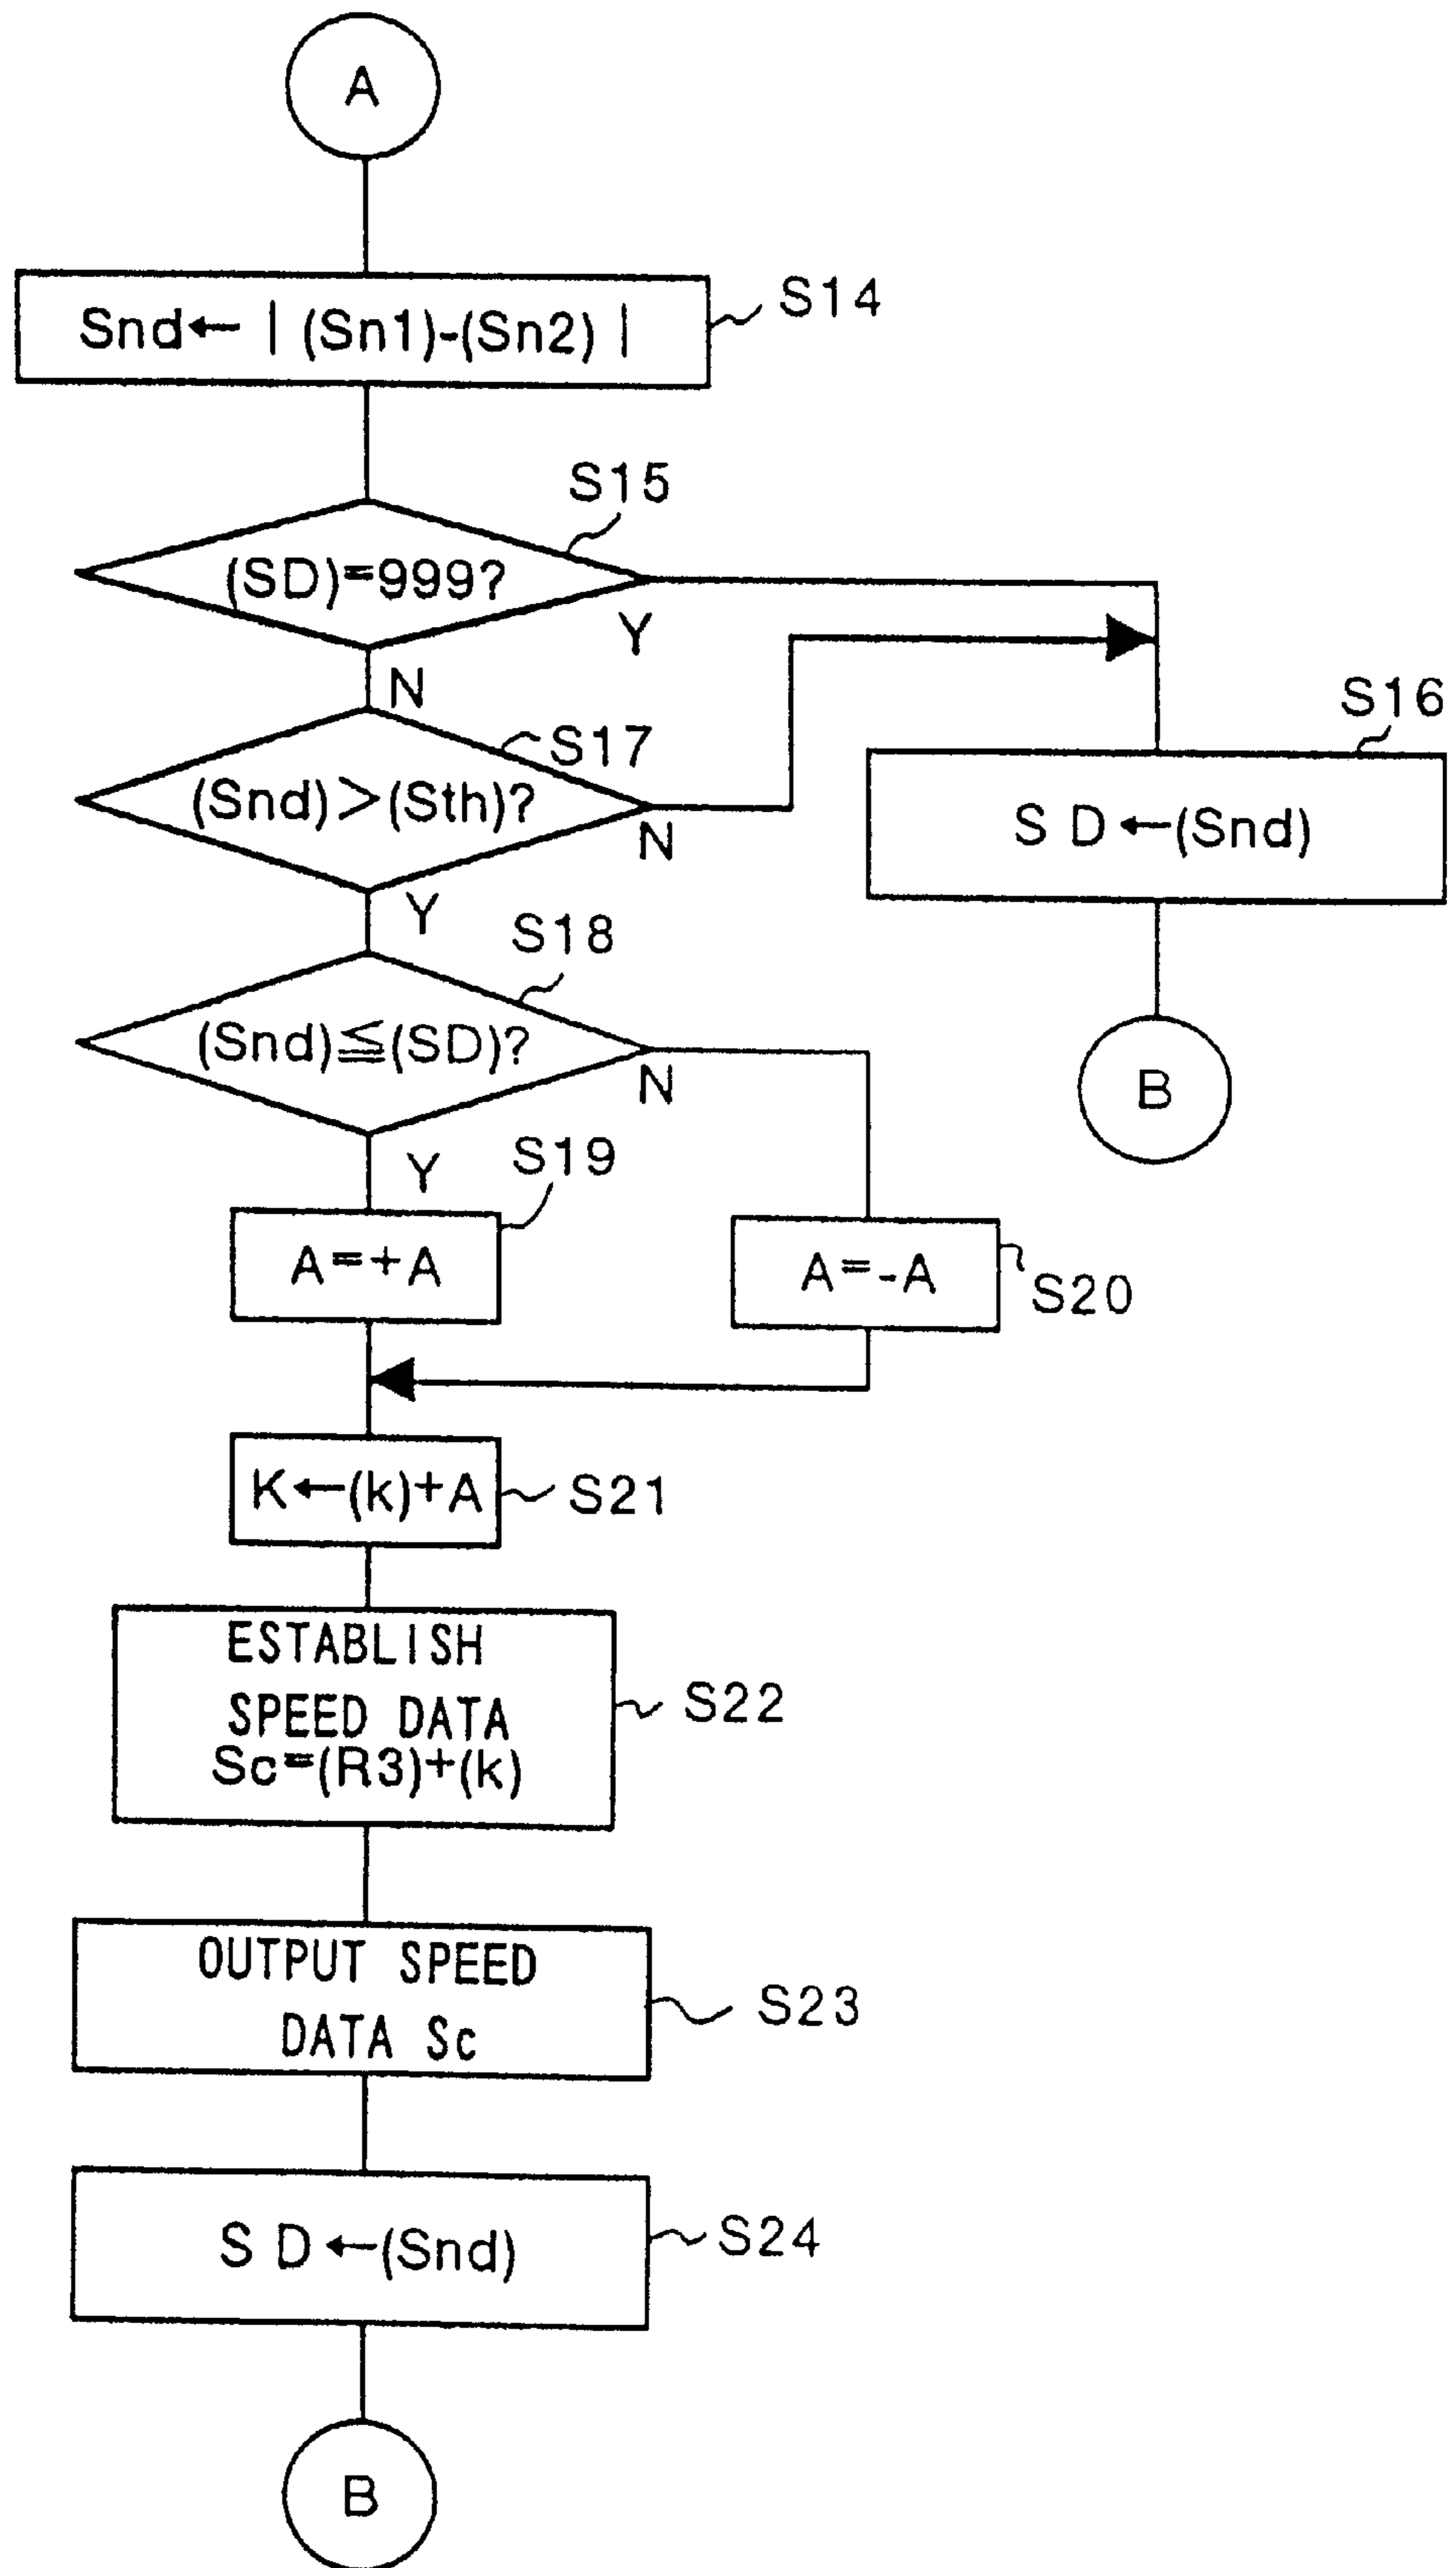 A
Snd←|(Sn1)-(Sn2)|
S14
S15
(SD)=999?
Y
N
S17
(Snd)>(Sth)?
N
S16
S D←(Snd)
Y
S18
(Snd)≦(SD)?
N
B
Y
S19
A=+A
A=-A
S20
K←(k)+A
S21
ESTABLISH
SPEED DATA
Sc=(R3)+(k)
S22
OUTPUT SPEED
DATA Sc
S23
S D←(Snd)
S24
B